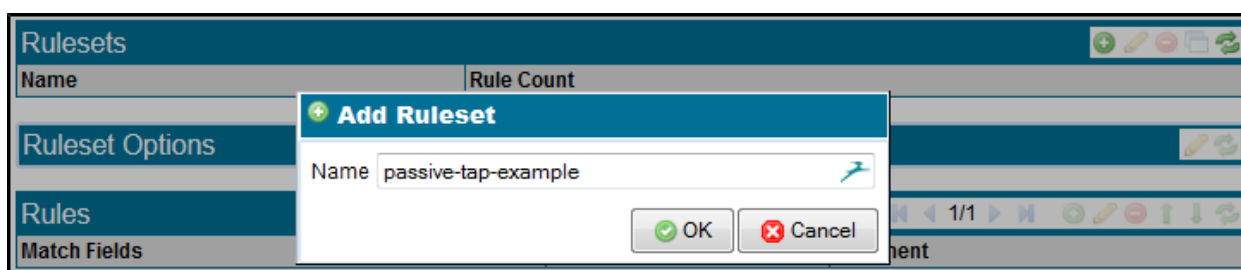 Rulesets
Name Rule Count
Add Ruleset
Ruleset Options
Name passive-tap-example
Rules 1/1
OK Cancel
Match Fields ment